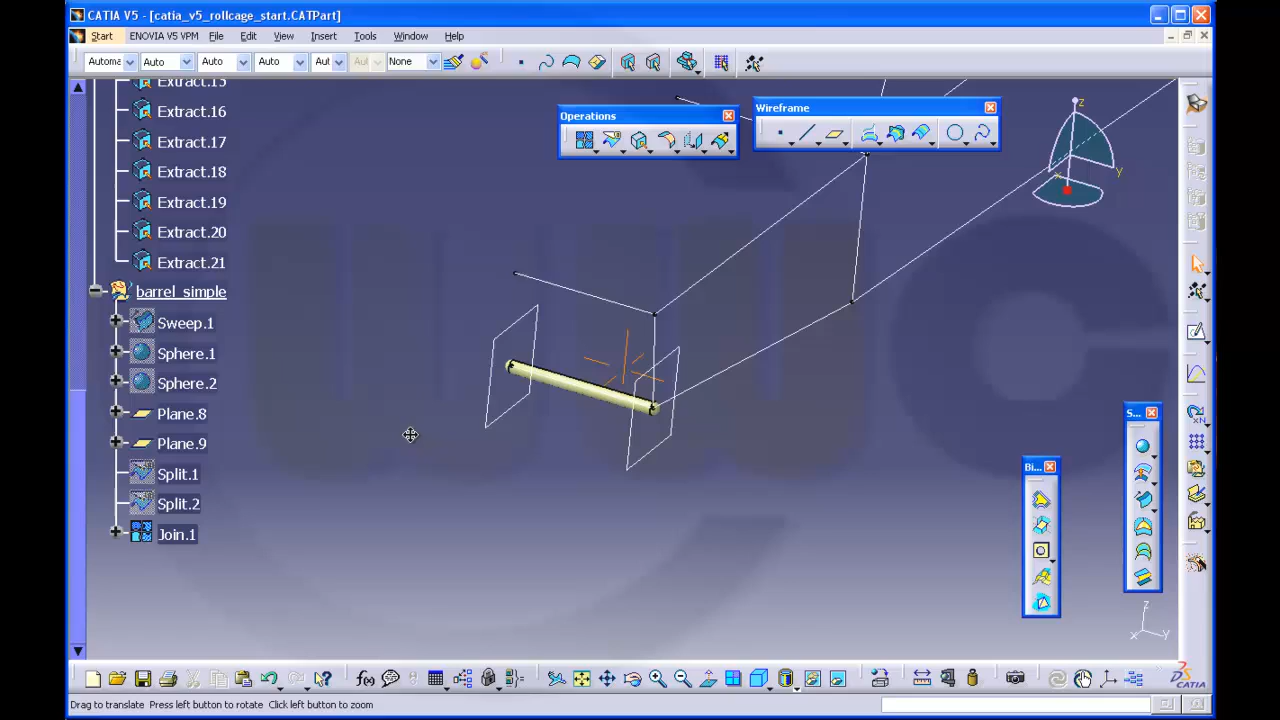 CATIA V5 - [catia_v5_rollcage_start.CATPart]
Start ENOVIA V5 VPM File Edit View Insert Tools Window Help
Automa Auto Auto Auto Aut Aut None
Extract.15
Extract.16
Extract.17
Extract.18
Extract.19
Extract.20
Extract.21
barrel_simple
Sweep.1
Sphere.1
Sphere.2
Plane.8
Plane.9
Split.1
Split.2
Join.1
Operations
Wireframe
z
y
x
S...
Bi...
z
x y
f(x)
CATIA
Drag to translate Press left button to rotate Click left button to zoom